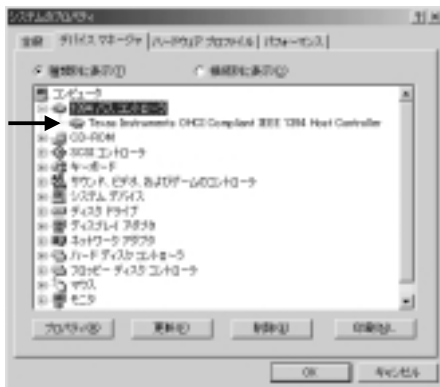 システムのプロパティ
全般 デバイス マネージャ ハードウェア プロファイル パフォーマンス
種類別に表示(T) 接続別に表示(C)
コンピュータ
1394 バス コントローラ
Texas Instruments OHCI Compliant IEEE 1394 Host Controller
CD-ROM
SCSI コントローラ
キーボード
サウンド、ビデオ、およびゲームのコントローラ
システム デバイス
ディスク ドライブ
ディスプレイ アダプタ
ネットワーク アダプタ
ハード ディスク コントローラ
フロッピー ディスク コントローラ
マウス
モニタ
プロパティ(R) 更新(F) 削除(E) 印刷(N)...
OK キャンセル